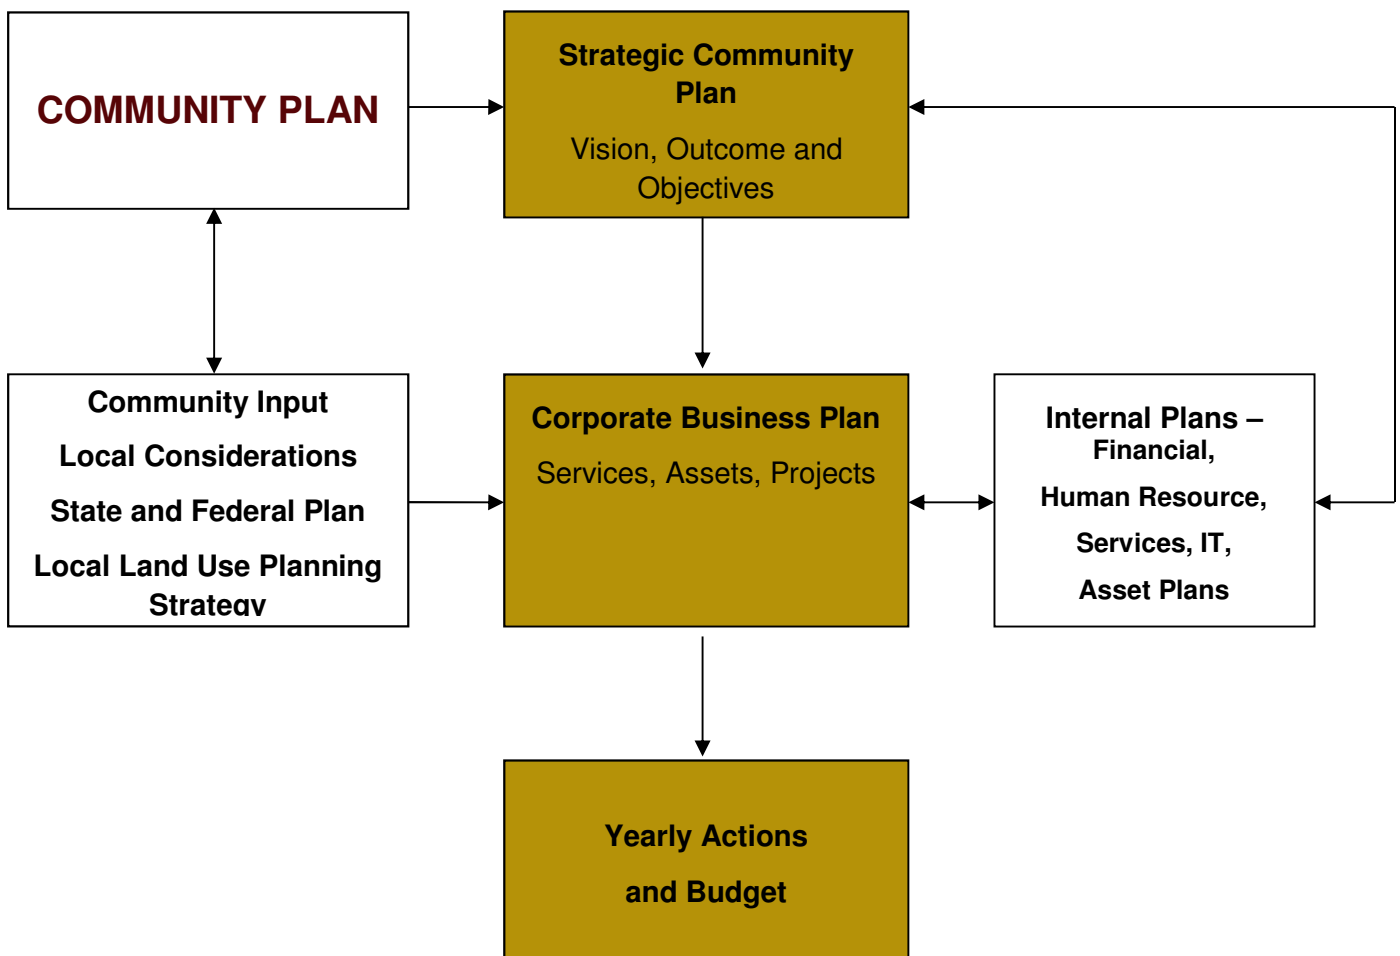 COMMUNITY PLAN
Strategic Community
Plan
Vision, Outcome and
Objectives
Community Input
Local Considerations
State and Federal Plan
Local Land Use Planning
Strategy
Corporate Business Plan
Services, Assets, Projects
Internal Plans –
Financial,
Human Resource,
Services, IT,
Asset Plans
Yearly Actions
and Budget